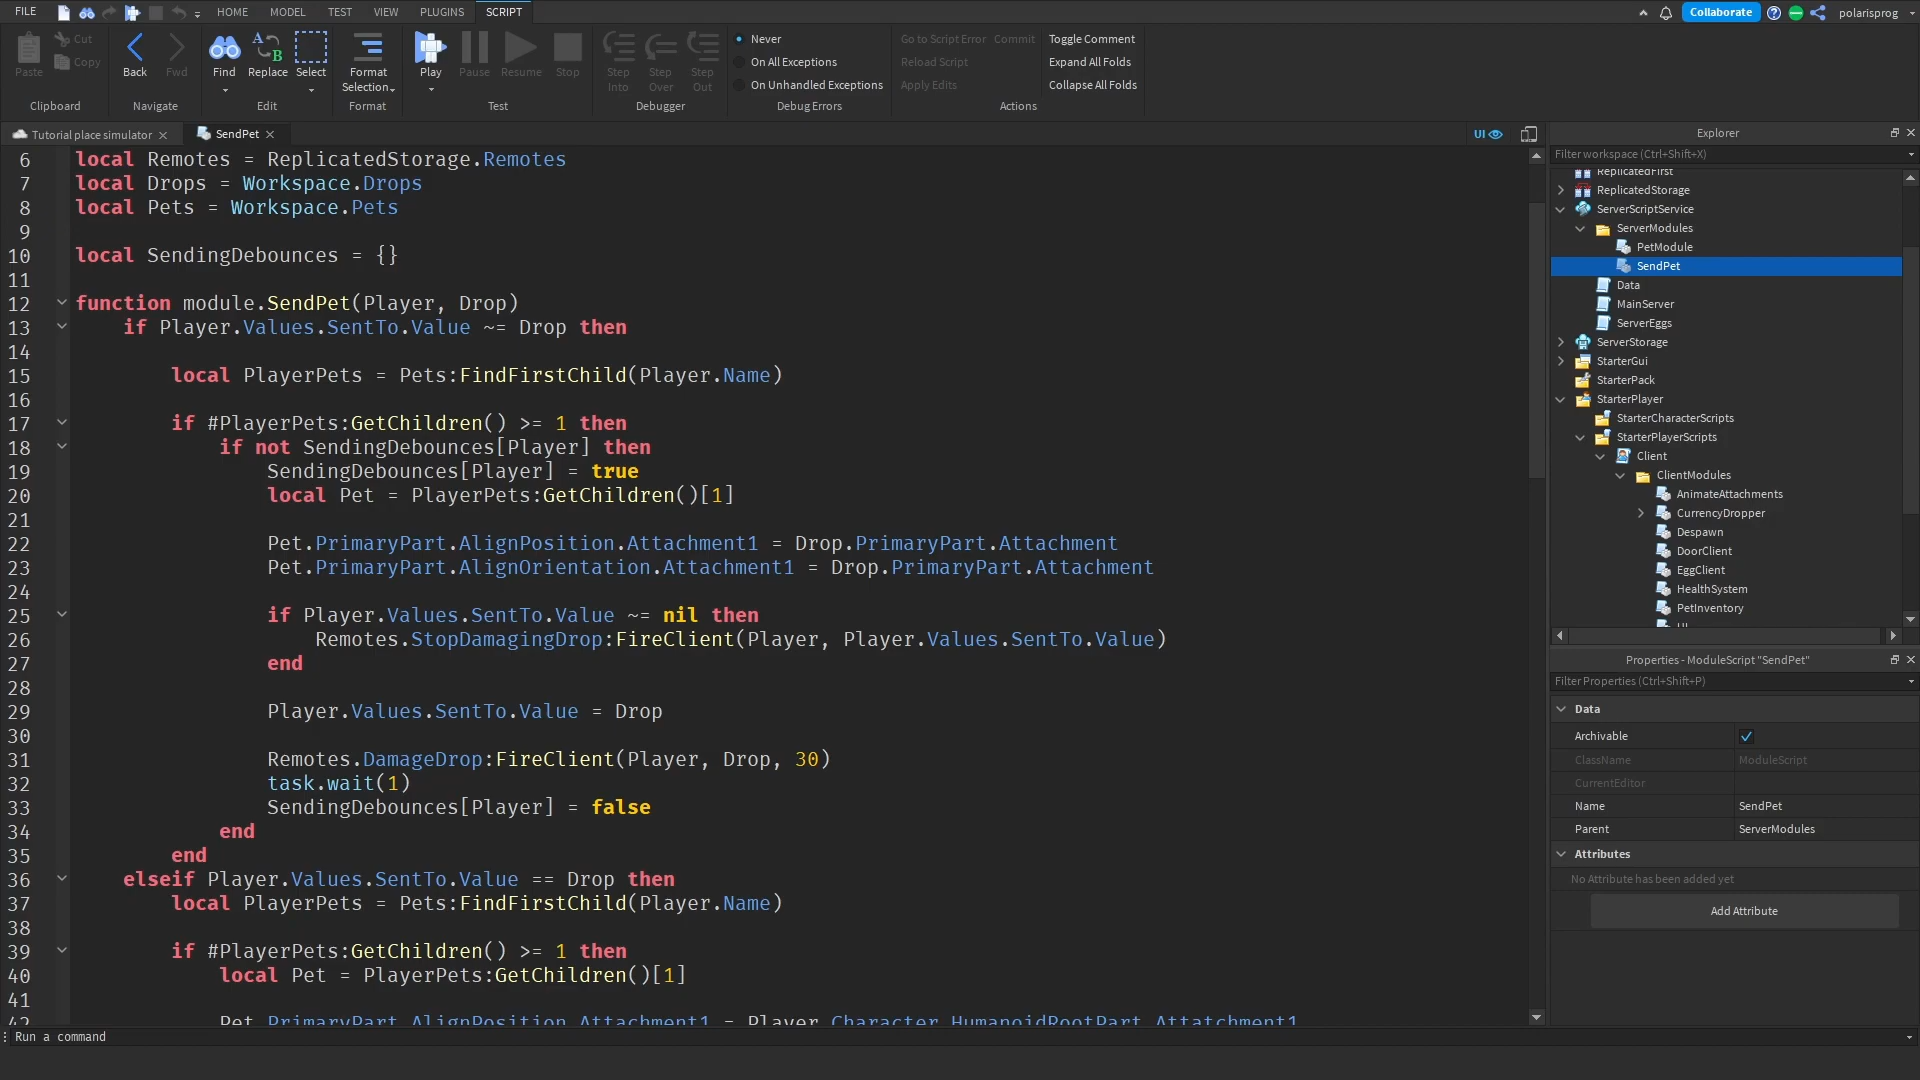 FILE HOME MODEL TEST VIEW PLUGINS SCRIPT Collaborate polarisprog
Paste Cut Copy Clipboard
Back Fwd Navigate
Find Replace Select Edit
Format Selection Format
Play Pause Resume Stop Test
Step Into Step Over Step Out Debugger
Never
On All Exceptions
On Unhandled Exceptions
Debug Errors
Go to Script Error Commit Toggle Comment
Reload Script Expand All Folds
Apply Edits Collapse All Folds
Actions
Tutorial place simulator SendPet UI
6 local Remotes = ReplicatedStorage.Remotes
7 local Drops = Workspace.Drops
8 local Pets = Workspace.Pets
9
10 local SendingDebounces = {}
11
12 function module.SendPet(Player, Drop)
13 if Player.Values.SentTo.Value ~= Drop then
14
15 local PlayerPets = Pets:FindFirstChild(Player.Name)
16
17 if #PlayerPets:GetChildren() >= 1 then
18 if not SendingDebounces[Player] then
19 SendingDebounces[Player] = true
20 local Pet = PlayerPets:GetChildren()[1]
21
22 Pet.PrimaryPart.AlignPosition.Attachment1 = Drop.PrimaryPart.Attachment
23 Pet.PrimaryPart.AlignOrientation.Attachment1 = Drop.PrimaryPart.Attachment
24
25 if Player.Values.SentTo.Value ~= nil then
26 Remotes.StopDamagingDrop:FireClient(Player, Player.Values.SentTo.Value)
27 end
28
29 Player.Values.SentTo.Value = Drop
30
31 Remotes.DamageDrop:FireClient(Player, Drop, 30)
32 task.wait(1)
33 SendingDebounces[Player] = false
34 end
35 end
36 elseif Player.Values.SentTo.Value == Drop then
37 local PlayerPets = Pets:FindFirstChild(Player.Name)
38
39 if #PlayerPets:GetChildren() >= 1 then
40 local Pet = PlayerPets:GetChildren()[1]
41
42 Pet.PrimaryPart.AlignPosition.Attachment1 = Player.Character.HumanoidRootPart.Attatchment1
Run a command
Explorer
Filter workspace (Ctrl+Shift+X)
ReplicatedFirst
ReplicatedStorage
ServerScriptService
ServerModules
PetModule
SendPet
Data
MainServer
ServerEggs
ServerStorage
StarterGui
StarterPack
StarterPlayer
StarterCharacterScripts
StarterPlayerScripts
Client
ClientModules
AnimateAttachments
CurrencyDropper
Despawn
DoorClient
EggClient
HealthSystem
PetInventory
Properties - ModuleScript "SendPet"
Filter Properties (Ctrl+Shift+P)
Data
Archivable
ClassName ModuleScript
CurrentEditor
Name SendPet
Parent ServerModules
Attributes
No Attribute has been added yet
Add Attribute